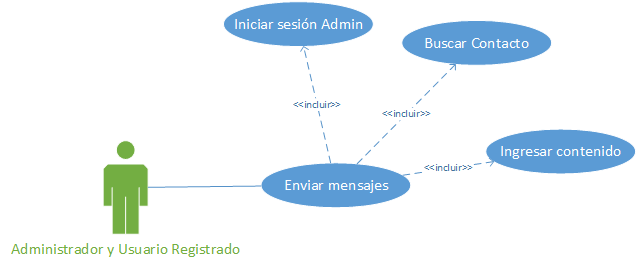 Iniciar sesión Admin
Buscar Contacto
<<incluir>>
<<incluir>>
Ingresar contenido
<<incluir>>
Enviar mensajes
Administrador y Usuario Registrado